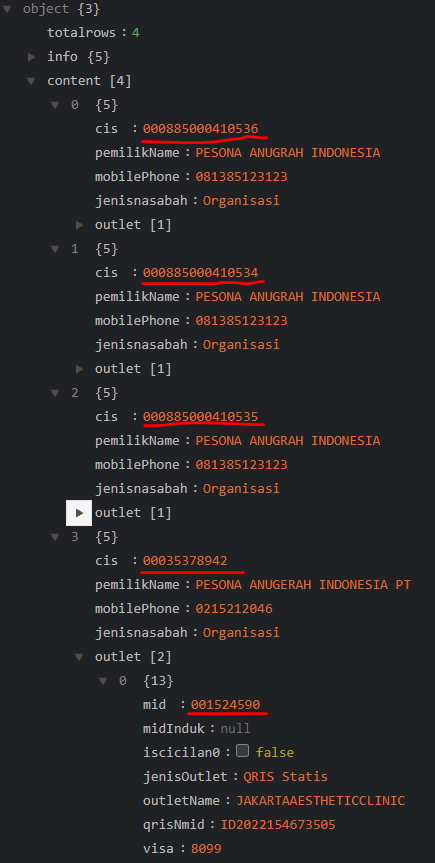 object {3}
totalrows : 4
info {5}
content [4]
0 {5}
cis : 000885000410536
pemilikName : PESONA ANUGRAH INDONESIA
mobilePhone : 081385123123
jenisnasabah : Organisasi
outlet [1]
1 {5}
cis : 000885000410534
pemilikName : PESONA ANUGRAH INDONESIA
mobilePhone : 081385123123
jenisnasabah : Organisasi
outlet [1]
2 {5}
cis : 000885000410535
pemilikName : PESONA ANUGRAH INDONESIA
mobilePhone : 081385123123
jenisnasabah : Organisasi
outlet [1]
3 {5}
cis : 00035378942
pemilikName : PESONA ANUGERAH INDONESIA PT
mobilePhone : 0215212046
jenisnasabah : Organisasi
outlet [2]
0 {13}
mid : 001524590
midInduk : null
iscicilan0 : false
jenisOutlet : QRIS Statis
outletName : JAKARTAAESTHETICCLINIC
qrisNmid : ID2022154673505
visa : 8099